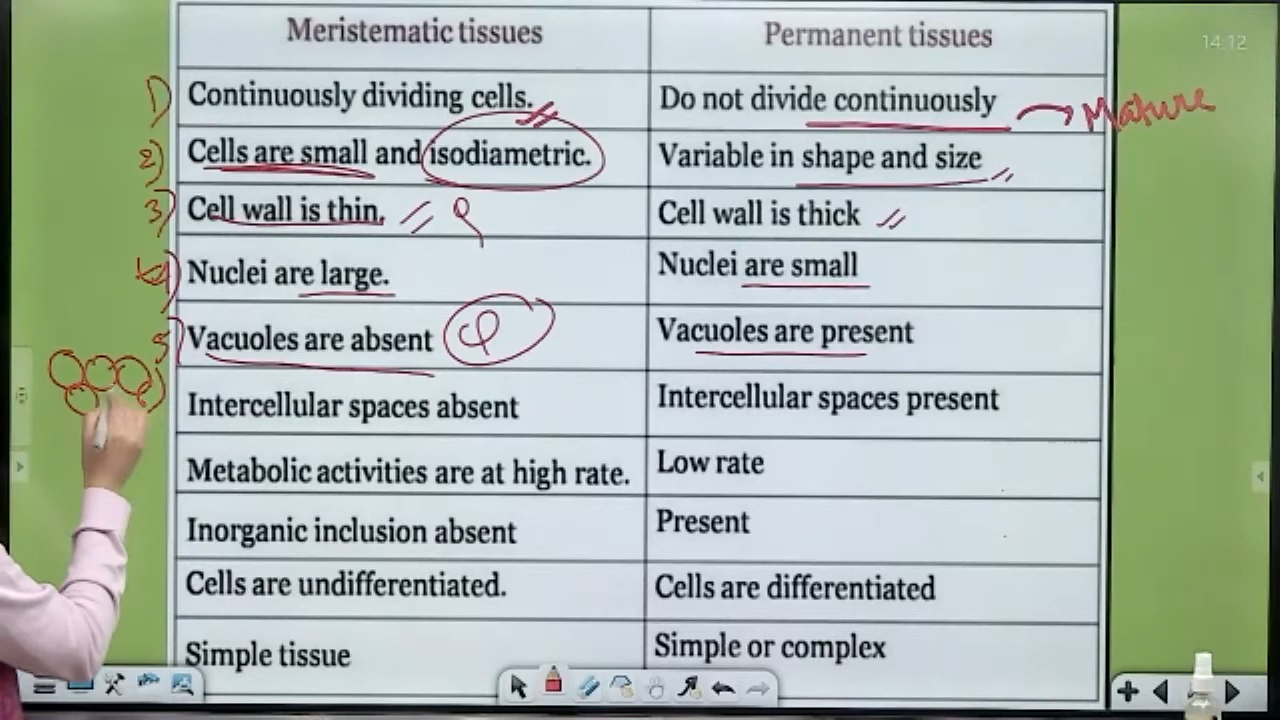 Meristematic tissues
Permanent tissues
14:12
1) Continuously dividing cells.
Do not divide continuously → Mature
2) Cells are small and isodiametric.
Variable in shape and size
3) Cell wall is thin.
Cell wall is thick
4) Nuclei are large.
Nuclei are small
5) Vacuoles are absent
Vacuoles are present
Intercellular spaces absent
Intercellular spaces present
Metabolic activities are at high rate.
Low rate
Inorganic inclusion absent
Present
Cells are undifferentiated.
Cells are differentiated
Simple tissue
Simple or complex